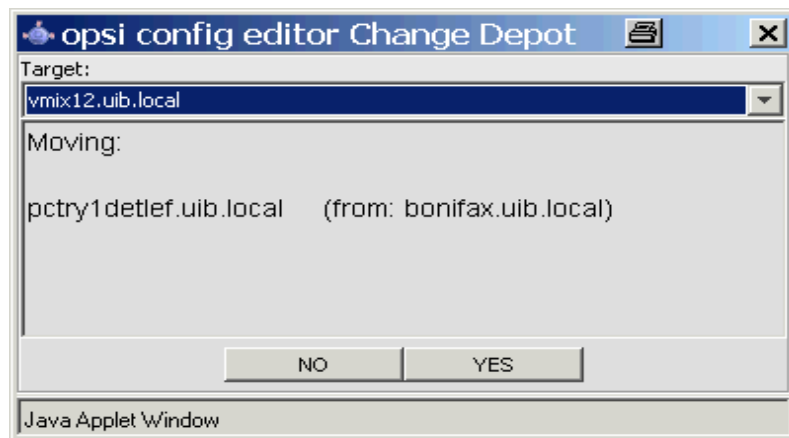 opsi config editor Change Depot
Target:
vmix12.uib.local
Moving:
pctry1detlef.uib.local (from: bonifax.uib.local)
NO YES
Java Applet Window